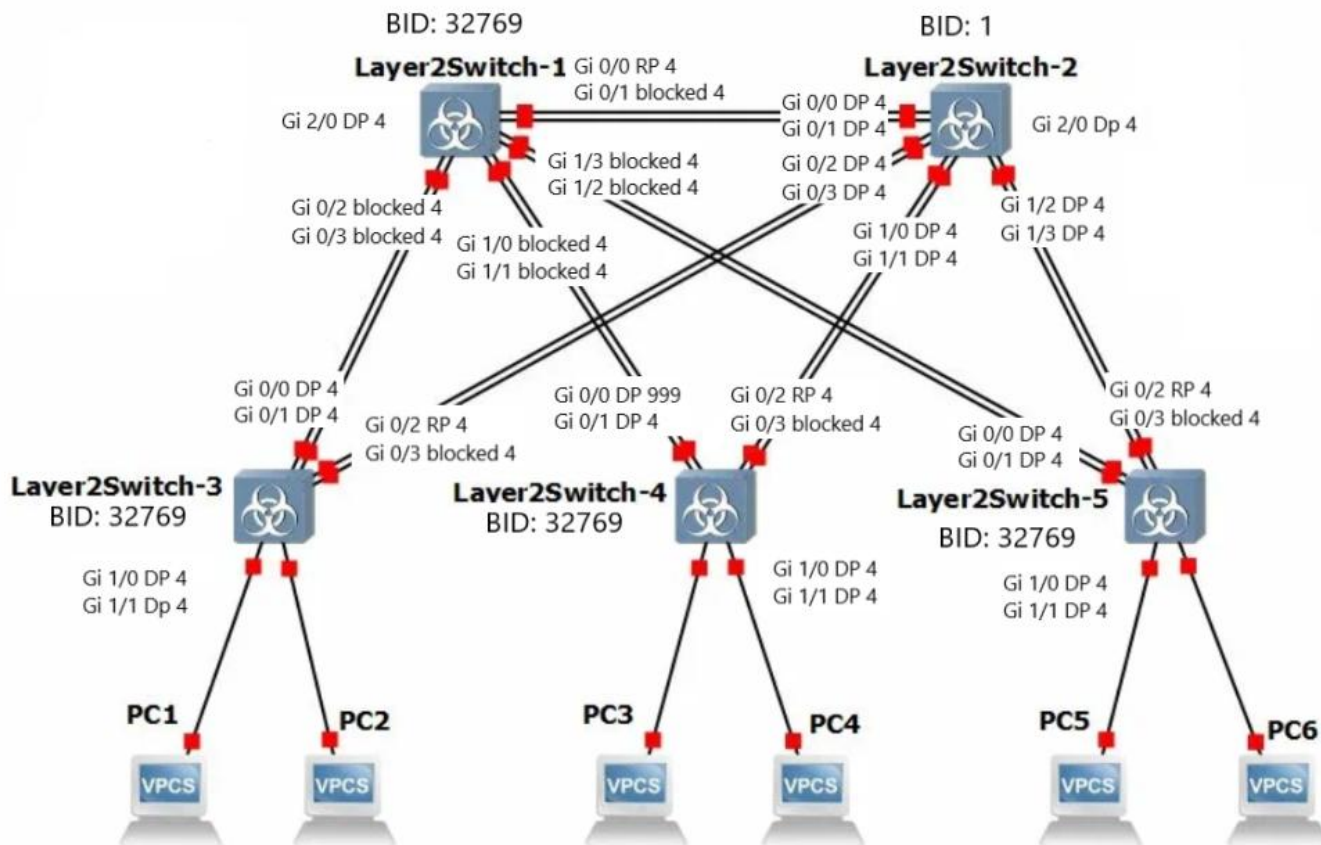 BID: 32769
BID: 1
Layer2Switch-1
Layer2Switch-2
Gi 0/0 RP 4
Gi 0/1 blocked 4
Gi 2/0 DP 4
Gi 0/0 DP 4
Gi 0/1 DP 4
Gi 2/0 Dp 4
Gi 1/3 blocked 4
Gi 1/2 blocked 4
Gi 0/2 DP 4
Gi 0/3 DP 4
Gi 0/2 blocked 4
Gi 0/3 blocked 4
Gi 1/0 blocked 4
Gi 1/1 blocked 4
Gi 1/0 DP 4
Gi 1/1 DP 4
Gi 1/2 DP 4
Gi 1/3 DP 4
Gi 0/0 DP 4
Gi 0/1 DP 4
Gi 0/2 RP 4
Gi 0/3 blocked 4
Gi 0/0 DP 999
Gi 0/1 DP 4
Gi 0/2 RP 4
Gi 0/3 blocked 4
Gi 0/0 DP 4
Gi 0/1 DP 4
Gi 0/2 RP 4
Gi 0/3 blocked 4
Layer2Switch-3
BID: 32769
Layer2Switch-4
BID: 32769
Layer2Switch-5
BID: 32769
Gi 1/0 DP 4
Gi 1/1 Dp 4
Gi 1/0 DP 4
Gi 1/1 DP 4
Gi 1/0 DP 4
Gi 1/1 DP 4
PC1
PC2
PC3
PC4
PC5
PC6
VPCS
VPCS
VPCS
VPCS
VPCS
VPCS